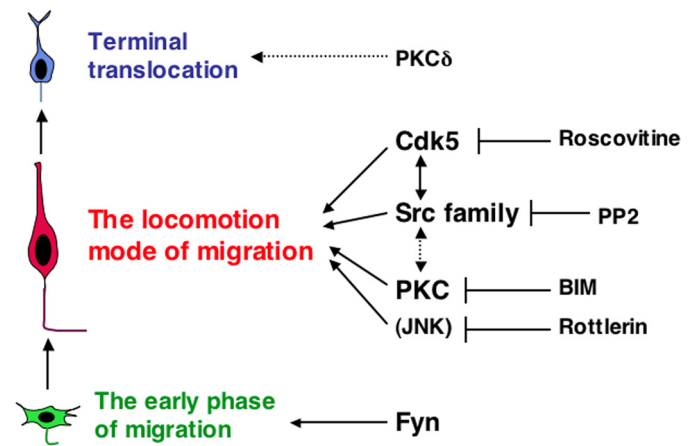 Terminal
translocation
PKCδ
Cdk5
Roscovitine
The locomotion
mode of migration
Src family
PP2
PKC
BIM
(JNK)
Rottlerin
The early phase
of migration
Fyn